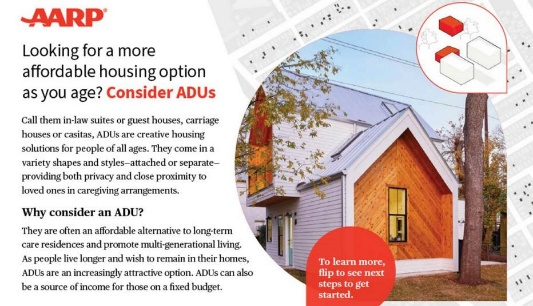 AARP
Looking for a more
affordable housing option
as you age? Consider ADUs
Call them in-law suites or guest houses, carriage
houses or casitas, ADUs are creative housing
solutions for people of all ages. They come in a
variety shapes and styles—attached or separate—
providing both privacy and close proximity to
loved ones in caregiving arrangements.
Why consider an ADU?
They are often an affordable alternative to long-term
care residences and promote multi-generational living.
As people live longer and wish to remain in their homes,
ADUs are an increasingly attractive option. ADUs can also
be a source of income for those on a fixed budget.
To learn more,
flip to see next
steps to get
started.